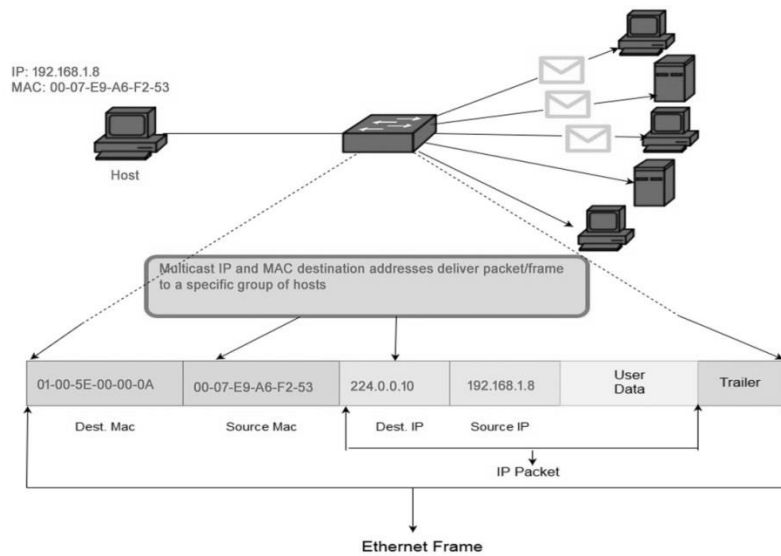 IP: 192.168.1.8
MAC: 00-07-E9-A6-F2-53
Host
Multicast IP and MAC destination addresses deliver packet/frame
to a specific group of hosts
01-00-5E-00-00-0A
00-07-E9-A6-F2-53
224.0.0.10
192.168.1.8
User
Data
Trailer
Dest. Mac
Source Mac
Dest. IP
Source IP
IP Packet
Ethernet Frame